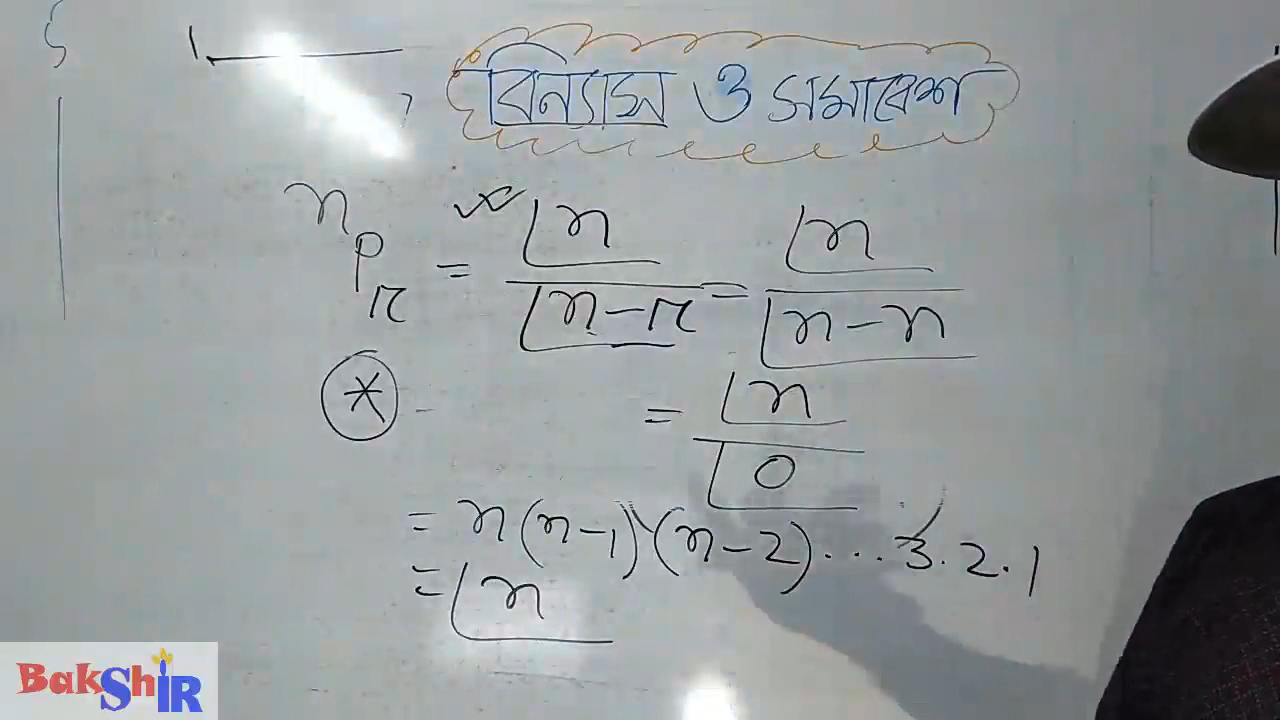 বিন্যাস ও সমাবেশ
nPr = ⌊n / ⌊n-r = ⌊n / ⌊n-n
* - = ⌊n / ⌊0
= n(n-1)(n-2)...3.2.1
= ⌊n
BakShIR